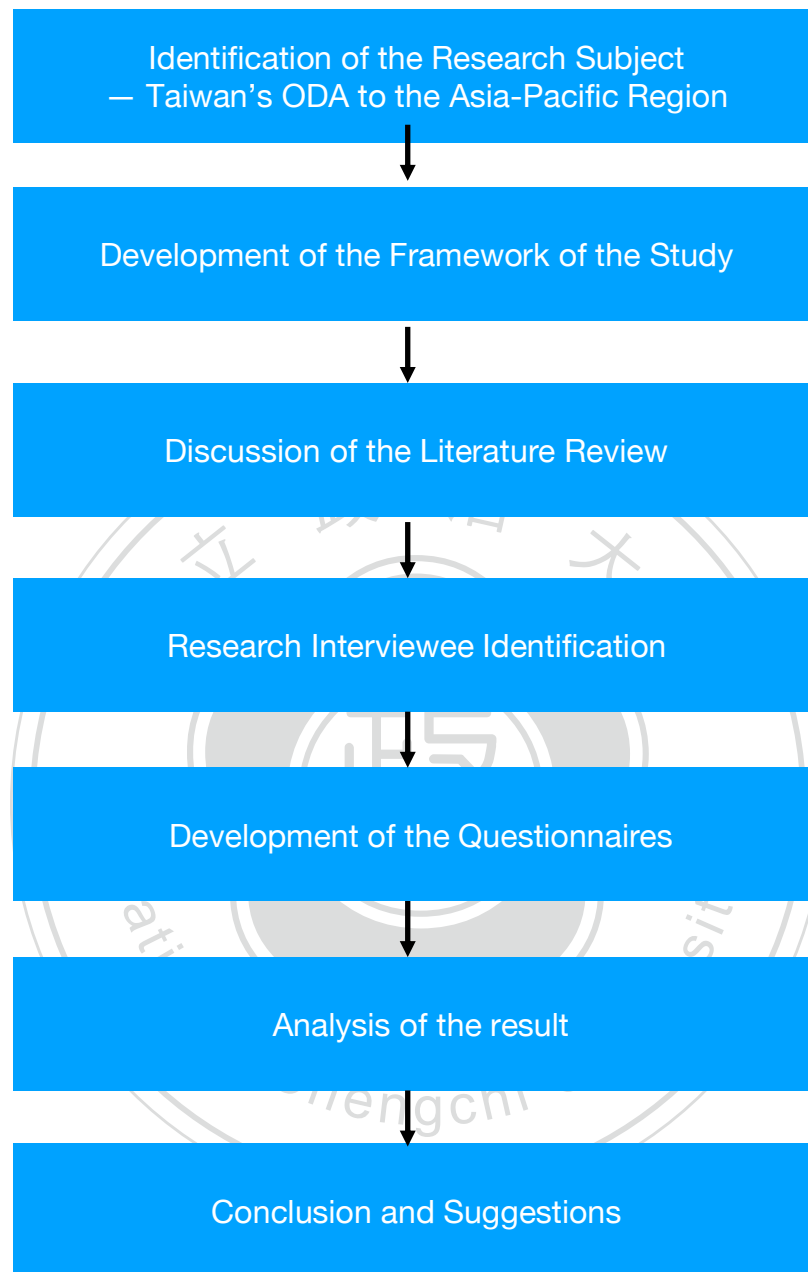 Identification of the Research Subject
— Taiwan's ODA to the Asia-Pacific Region
Development of the Framework of the Study
Discussion of the Literature Review
立 大
Research Interviewee Identification
Development of the Questionnaires
Analysis of the result
Conclusion and Suggestions